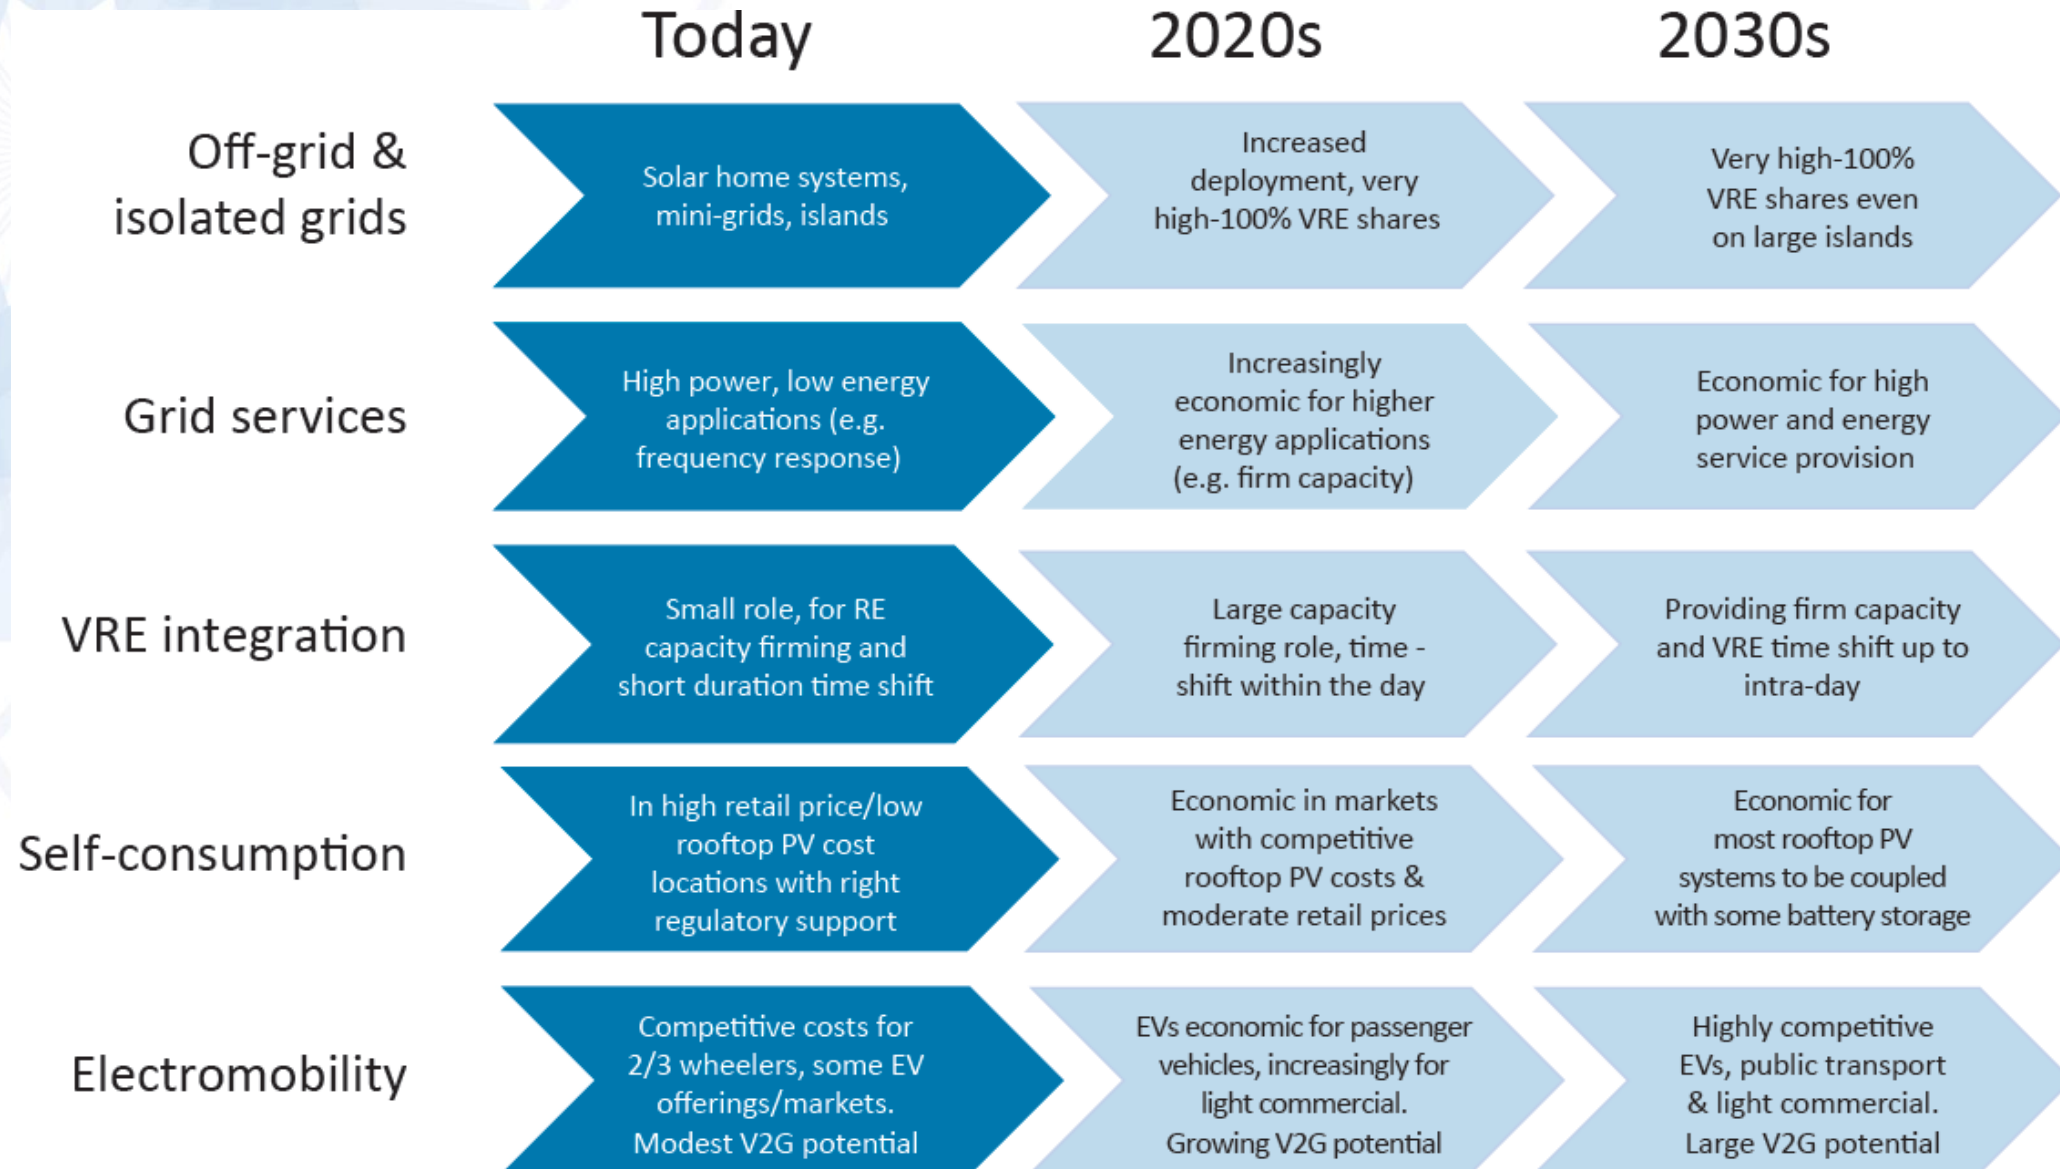 Today
2020s
2030s
Off-grid &
isolated grids
Solar home systems,
mini-grids, islands
Increased
deployment, very
high-100% VRE shares
Very high-100%
VRE shares even
on large islands
Grid services
High power, low energy
applications (e.g.
frequency response)
Increasingly
economic for higher
energy applications
(e.g. firm capacity)
Economic for high
power and energy
service provision
VRE integration
Small role, for RE
capacity firming and
short duration time shift
Large capacity
firming role, time -
shift within the day
Providing firm capacity
and VRE time shift up to
intra-day
Self-consumption
In high retail price/low
rooftop PV cost
locations with right
regulatory support
Economic in markets
with competitive
rooftop PV costs &
moderate retail prices
Economic for
most rooftop PV
systems to be coupled
with some battery storage
Electromobility
Competitive costs for
2/3 wheelers, some EV
offerings/markets.
Modest V2G potential
EVs economic for passenger
vehicles, increasingly for
light commercial.
Growing V2G potential
Highly competitive
EVs, public transport
& light commercial.
Large V2G potential